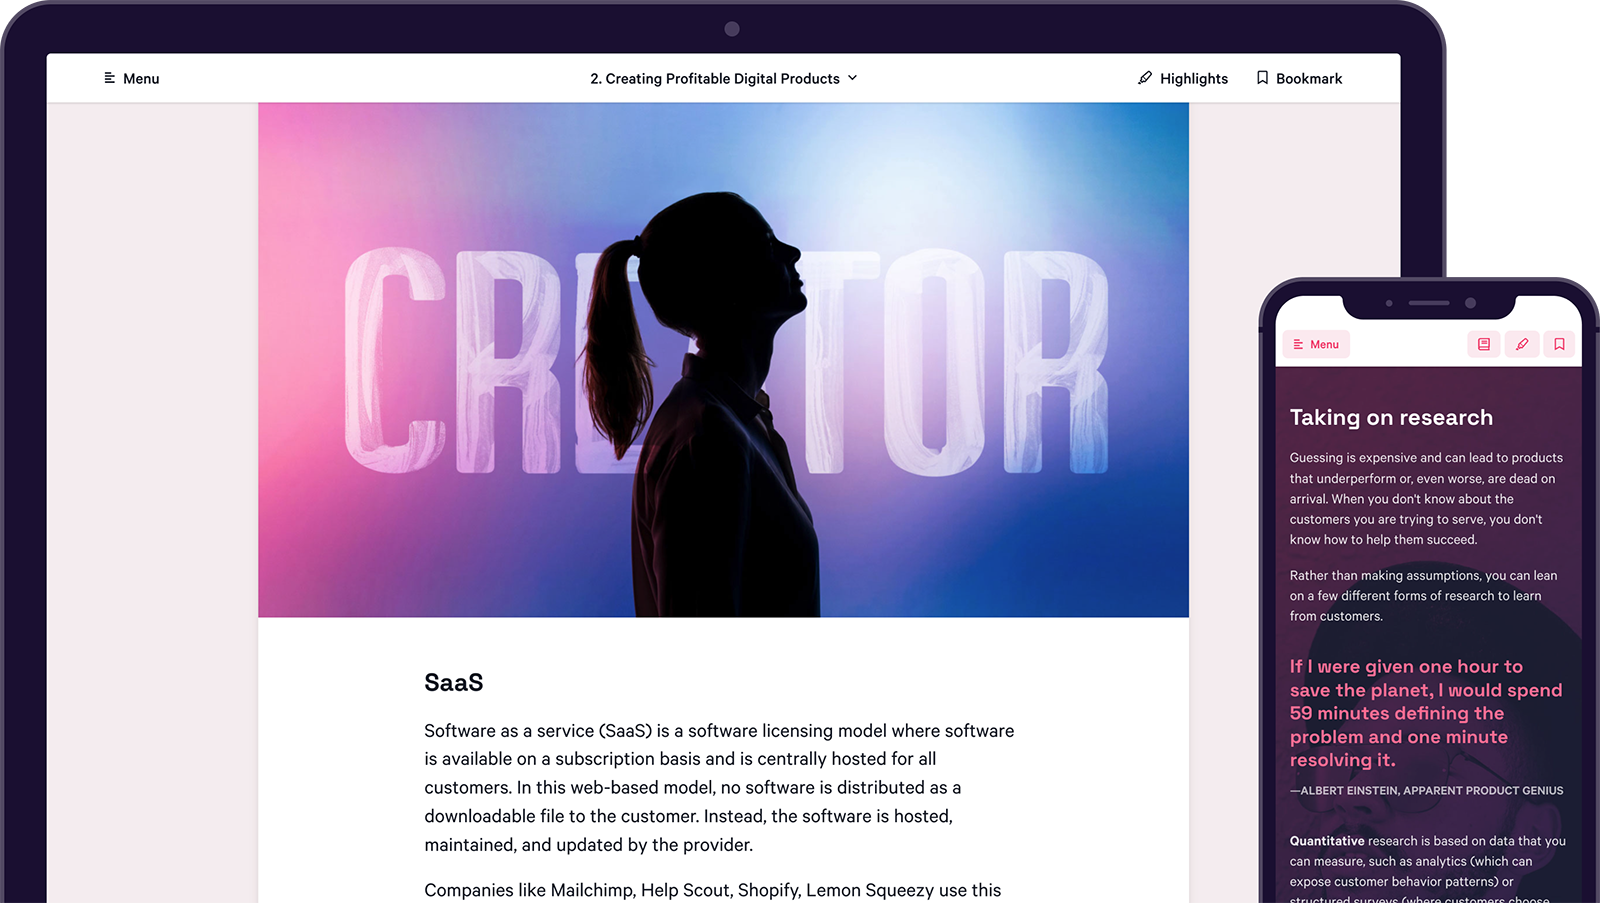 Menu
2. Creating Profitable Digital Products
Highlights
Bookmark
CREATOR
SaaS
Software as a service (SaaS) is a software licensing model where software
is available on a subscription basis and is centrally hosted for all
customers. In this web-based model, no software is distributed as a
downloadable file to the customer. Instead, the software is hosted,
maintained, and updated by the provider.
Companies like Mailchimp, Help Scout, Shopify, Lemon Squeezy use this
Menu
Taking on research
Guessing is expensive and can lead to products
that underperform or, even worse, are dead on
arrival. When you don't know about the
customers you are trying to serve, you don't
know how to help them succeed.
Rather than making assumptions, you can lean
on a few different forms of research to learn
from customers.
If I were given one hour to
save the planet, I would spend
59 minutes defining the
problem and one minute
resolving it.
—ALBERT EINSTEIN, APPARENT PRODUCT GENIUS
Quantitative research is based on data that you
can measure, such as analytics (which can
expose customer behavior patterns) or
structured surveys (where customers choose